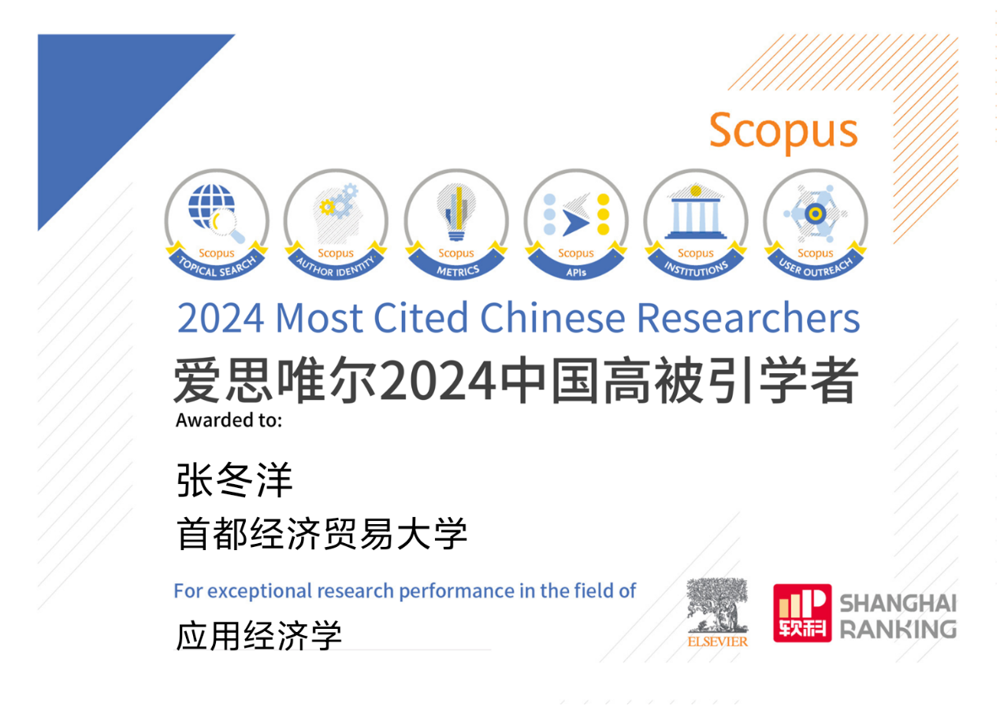 Scopus
Scopus
TOPICAL SEARCH
Scopus
AUTHOR IDENTITY
Scopus
METRICS
Scopus
APIs
Scopus
INSTITUTIONS
Scopus
USER OUTREACH
2024 Most Cited Chinese Researchers
爱思唯尔2024中国高被引学者
Awarded to:
张冬洋
首都经济贸易大学
For exceptional research performance in the field of
应用经济学
ELSEVIER
软科
SHANGHAI
RANKING